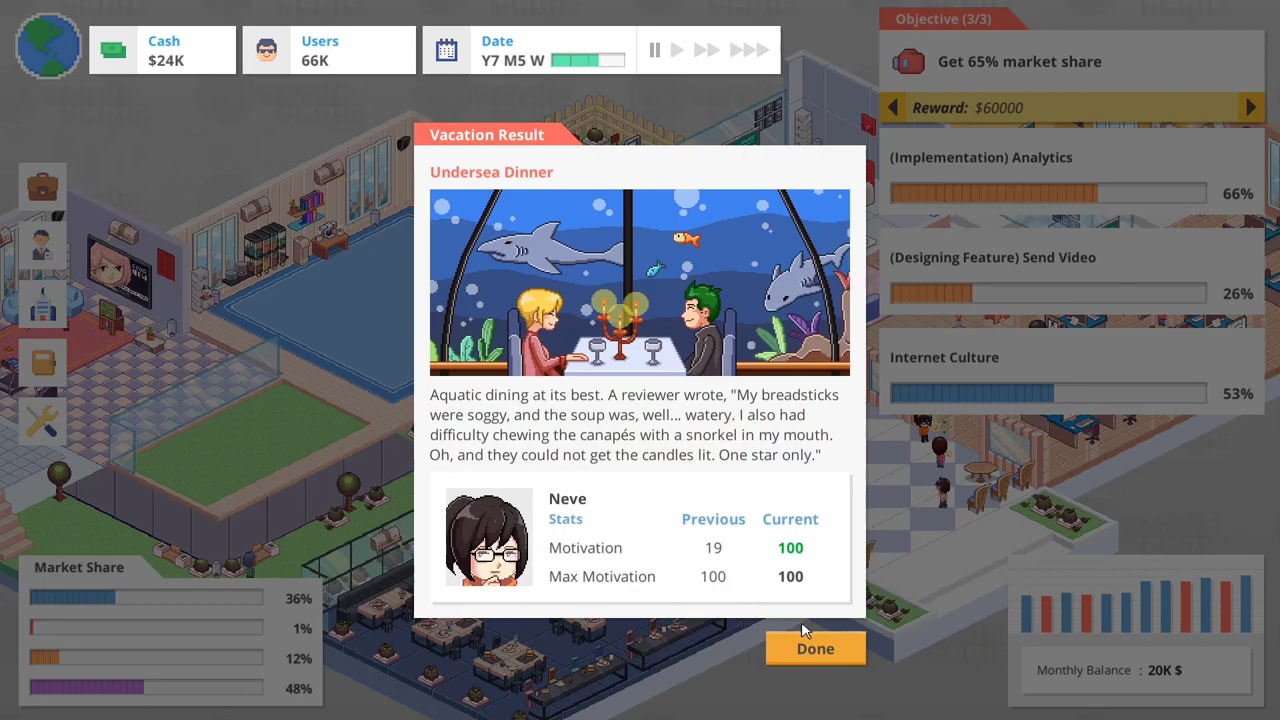 Cash
$24K
Users
66K
Date
Y7 M5 W
Objective (3/3)
Get 65% market share
Reward: $60000
(Implementation) Analytics
66%
(Designing Feature) Send Video
26%
Internet Culture
53%
Vacation Result
Undersea Dinner
Aquatic dining at its best. A reviewer wrote, "My breadsticks
were soggy, and the soup was, well... watery. I also had
difficulty chewing the canapés with a snorkel in my mouth.
Oh, and they could not get the candles lit. One star only."
Neve
Stats Previous Current
Motivation 19 100
Max Motivation 100 100
Done
Market Share
36%
1%
12%
48%
Monthly Balance : 20K $